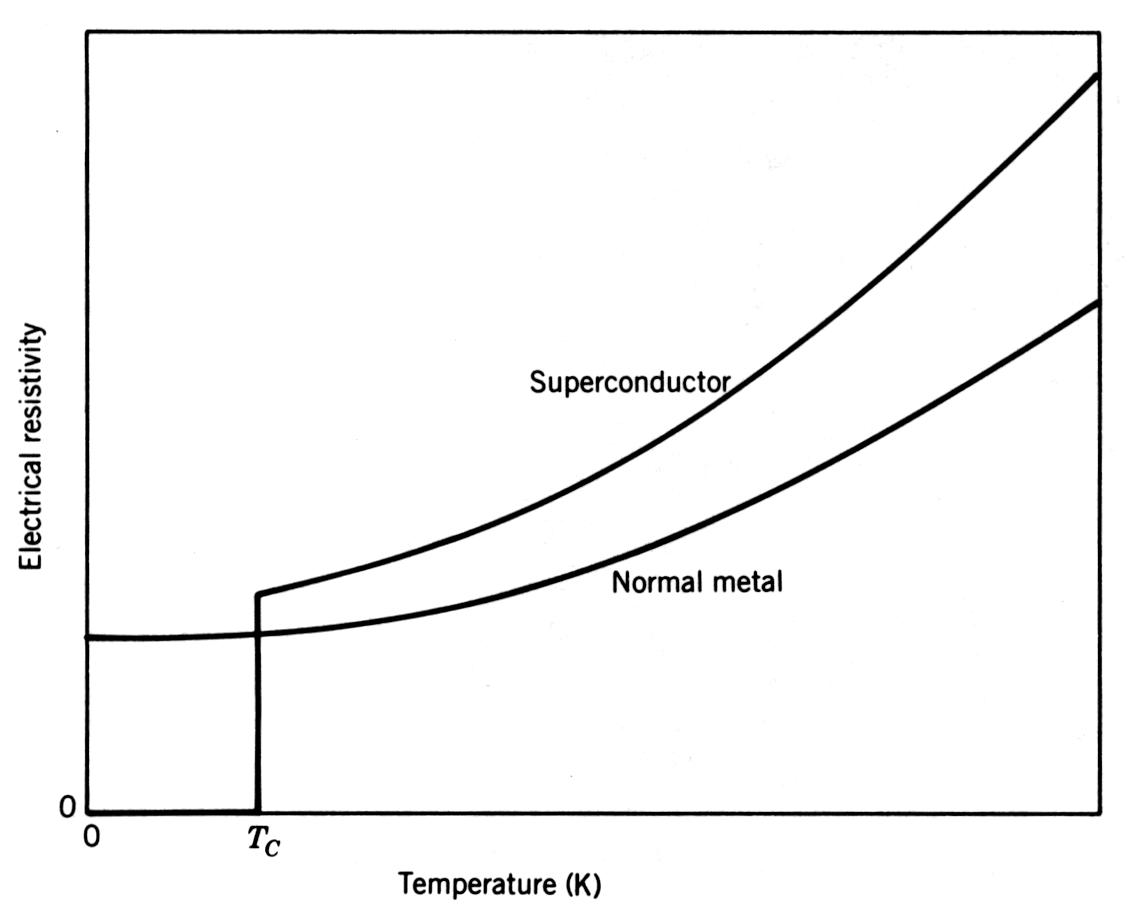 Electrical resistivity
Superconductor
Normal metal
0
0
T_C
Temperature (K)